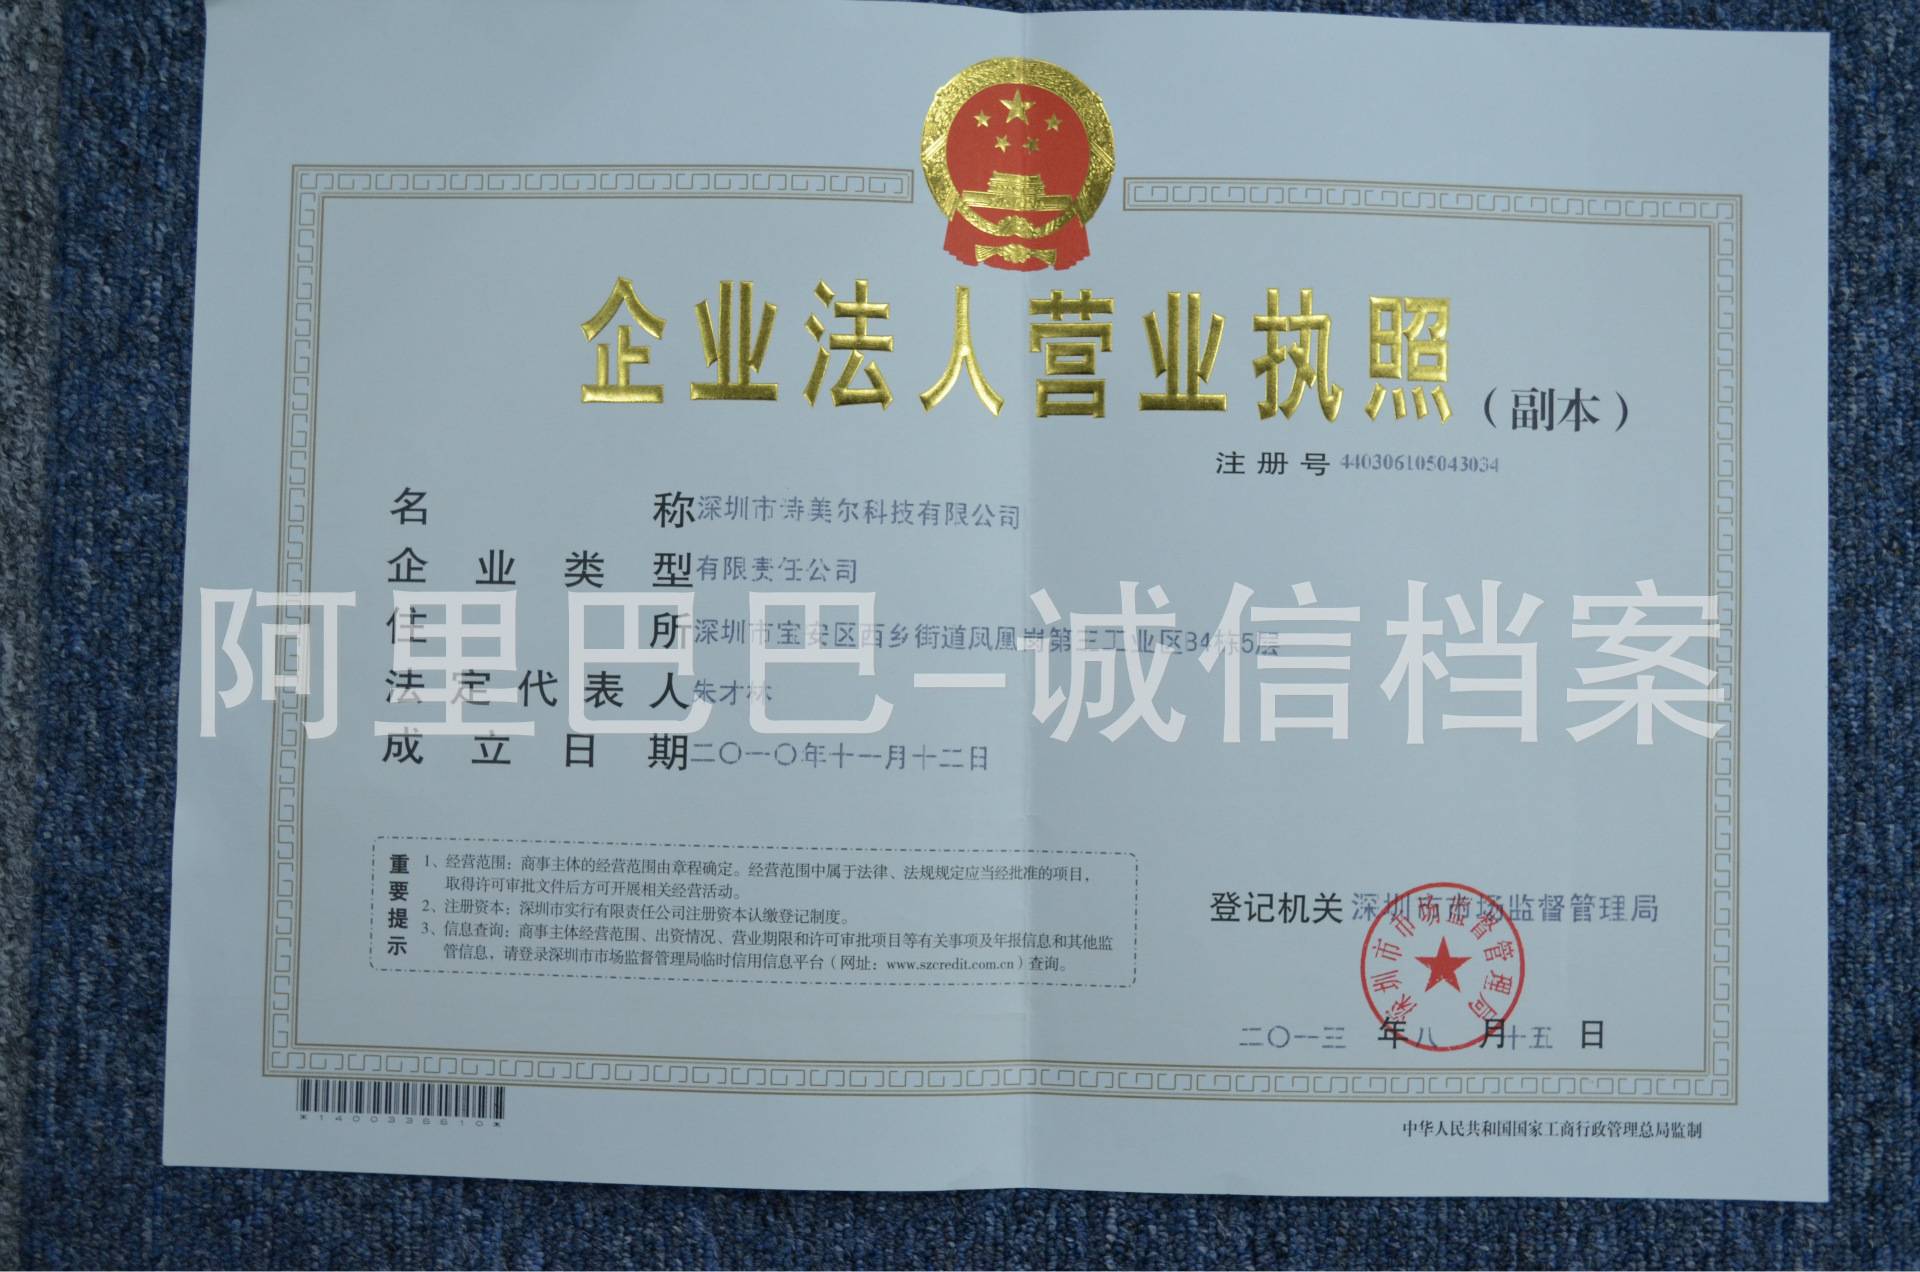 企业法人营业执照（副本）
注册号 440306105043034
名称 深圳市诗美尔科技有限公司
企业类型 有限责任公司
住所 深圳市宝安区西乡街道凤凰岗第三工业区B4栋5层
法定代表人 朱才林
成立日期 二〇一〇年十一月十二日
阿里巴巴-诚信档案
重要提示
1、经营范围：商事主体的经营范围由章程确定。经营范围中属于法律、法规规定应当经批准的项目，
取得许可审批文件后方可开展相关经营活动。
2、注册资本：深圳市实行有限责任公司注册资本认缴登记制度。
3、信息查询：商事主体经营范围、出资情况、营业期限和许可审批项目等有关事项及年报信息和其他监
管信息，请登录深圳市市场监督管理局临时信用信息平台（网址：www.szcredit.com.cn）查询。
登记机关 深圳市市场监督管理局
深圳市市场监督管理局
二〇一三年八月十五日
*1400336610*
中华人民共和国国家工商行政管理总局监制